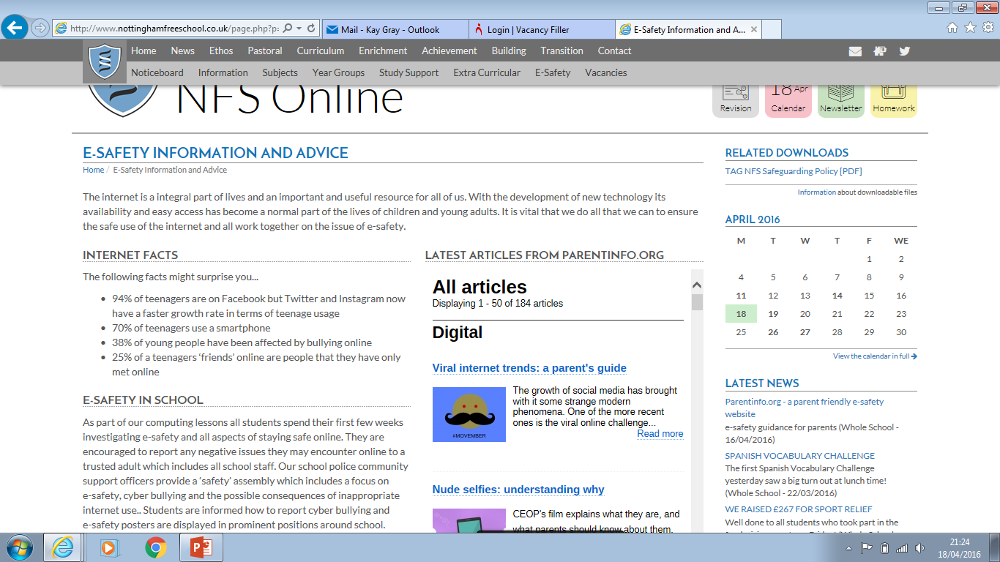 http://www.nottinghamfreeschool.co.uk/page.php?p=
Mail - Kay Gray - Outlook
Login | Vacancy Filler
E-Safety Information and A...
Home News Ethos Pastoral Curriculum Enrichment Achievement Building Transition Contact
Noticeboard Information Subjects Year Groups Study Support Extra Curricular E-Safety Vacancies
NFS Online
18 Apr
Revision Calendar Newsletter Homework
E-SAFETY INFORMATION AND ADVICE
Home / E-Safety Information and Advice
The internet is a integral part of lives and an important and useful resource for all of us. With the development of new technology its
availability and easy access has become a normal part of the lives of children and young adults. It is vital that we do all that we can to ensure
the safe use of the internet and all work together on the issue of e-safety.
INTERNET FACTS
The following facts might surprise you...
• 94% of teenagers are on Facebook but Twitter and Instagram now
have a faster growth rate in terms of teenage usage
• 70% of teenagers use a smartphone
• 38% of young people have been affected by bullying online
• 25% of a teenagers ‘friends’ online are people that they have only
met online
E-SAFETY IN SCHOOL
As part of our computing lessons all students spend their first few weeks
investigating e-safety and all aspects of staying safe online. They are
encouraged to report any negative issues they may encounter online to a
trusted adult which includes all school staff. Our school police community
support officers provide a ‘safety’ assembly which includes a focus on
e-safety, cyber bullying and the possible consequences of inappropriate
internet use.. Students are informed how to report cyber bullying and
e-safety posters are displayed in prominent positions around school.
LATEST ARTICLES FROM PARENTINFO.ORG
All articles
Displaying 1 - 50 of 184 articles
Digital
Viral internet trends: a parent's guide
#MOVEMBER
The growth of social media has brought
with it some strange modern
phenomena. One of the more recent
ones is the viral online challenge...
Read more
Nude selfies: understanding why
CEOP's film explains what they are, and
what parents should know about them.
RELATED DOWNLOADS
TAG NFS Safeguarding Policy [PDF]
Information about downloadable files
APRIL 2016
M T W T F WE
1 2
4 5 6 7 8 9
11 12 13 14 15 16
18 19 20 21 22 23
25 26 27 28 29 30
View the calendar in full
LATEST NEWS
Parentinfo.org - a parent friendly e-safety
website
e-safety guidance for parents (Whole School -
16/04/2016)
SPANISH VOCABULARY CHALLENGE
The first Spanish Vocabulary Challenge
yesterday saw a big turn out at lunch time!
(Whole School - 22/03/2016)
WE RAISED £267 FOR SPORT RELIEF
Well done to all students who took part in the
21:24
18/04/2016